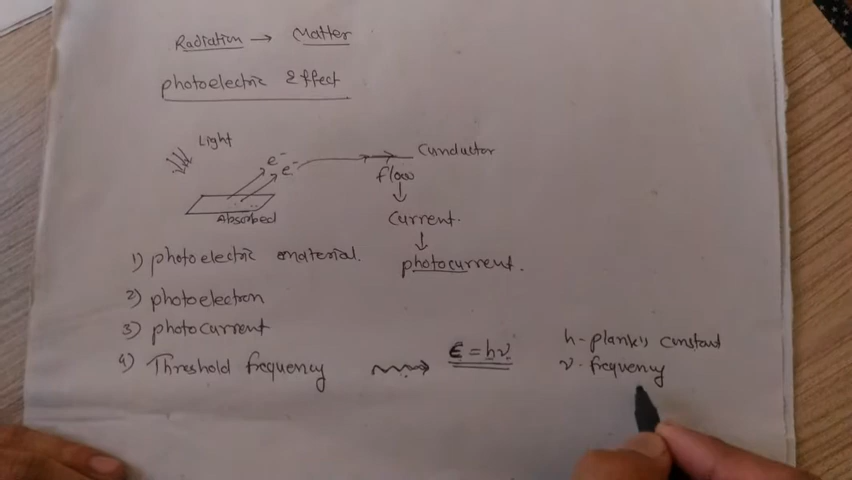 Radiation → Matter
photoelectric Effect
Light
e⁻
e⁻
Cunductor
flow
Absorbed
Current.
1) photoelectric material.
photocurrent.
2) photoelectron
3) photocurrent
h-plank's constant
4) Threshold frequency
E = hν
ν - frequency